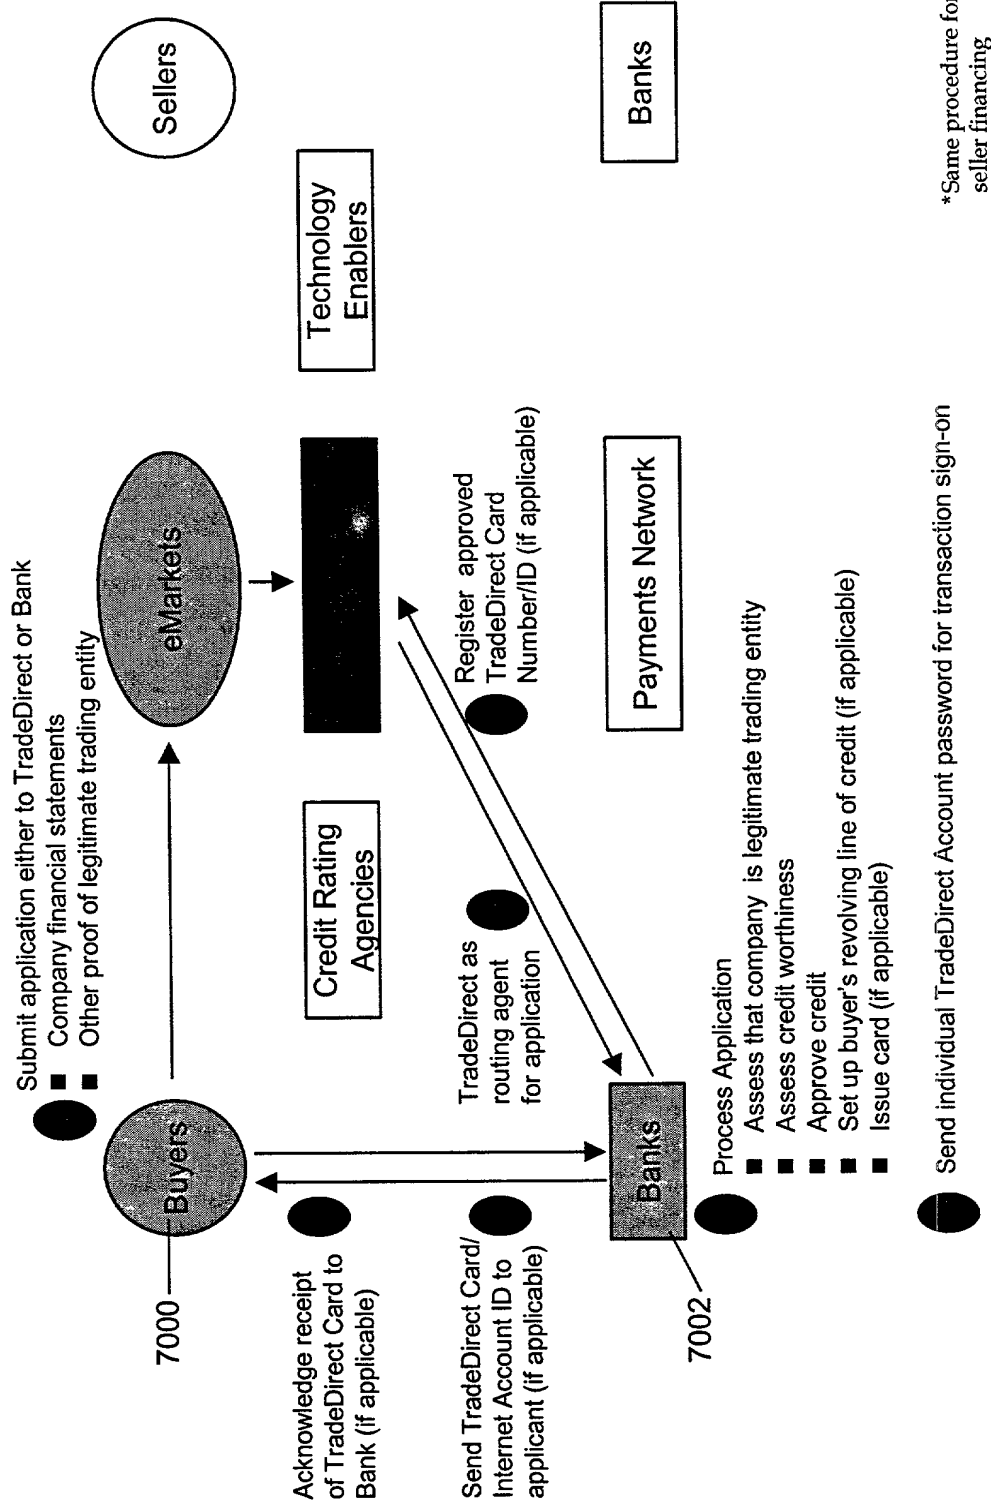 Submit application either to TradeDirect or Bank
Company financial statements
Other proof of legitimate trading entity
Buyers
eMarkets
Sellers
7000
Acknowledge receipt
of TradeDirect Card to
Bank (if applicable)
Credit Rating
Agencies
Technology
Enablers
Send TradeDirect Card/
Internet Account ID to
applicant (if applicable)
TradeDirect as
routing agent
for application
Register approved
TradeDirect Card
Number/ID (if applicable)
Banks
Payments Network
Banks
7002
Process Application
Assess that company is legitimate trading entity
Assess credit worthiness
Approve credit
Set up buyer's revolving line of credit (if applicable)
Issue card (if applicable)
Send individual TradeDirect Account password for transaction sign-on
*Same procedure for
seller financing